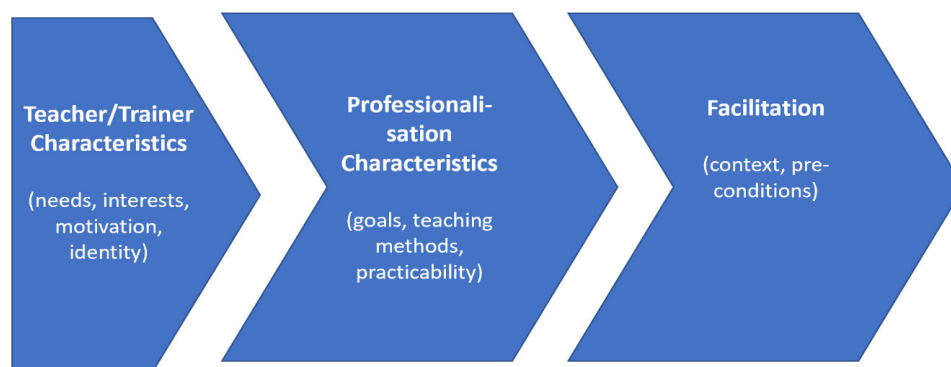 Teacher/Trainer
Characteristics
(needs, interests,
motivation,
identity)
Professionali-
sation
Characteristics
(goals, teaching
methods,
practicability)
Facilitation
(context, pre-
conditions)